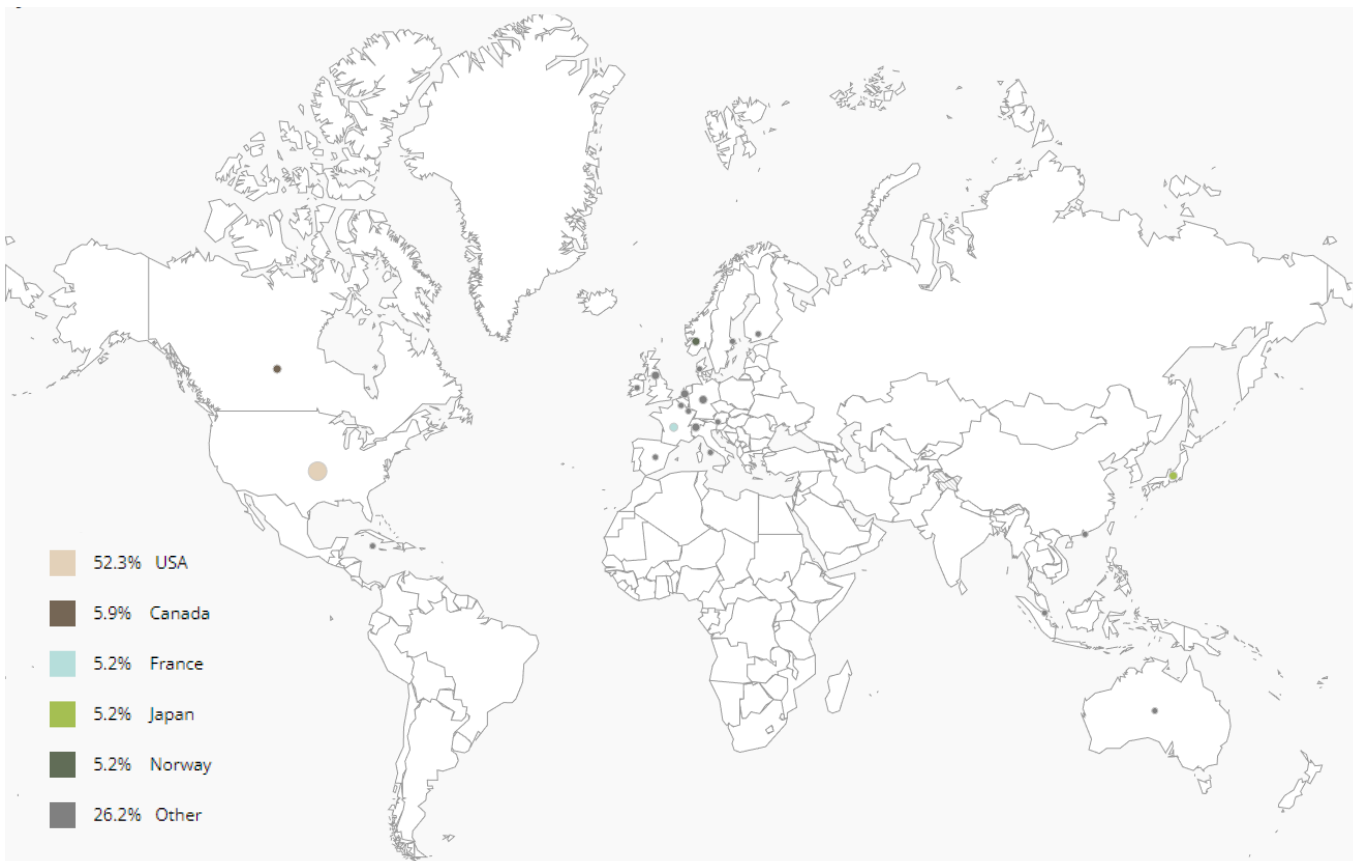 52.3% USA
5.9% Canada
5.2% France
5.2% Japan
5.2% Norway
26.2% Other